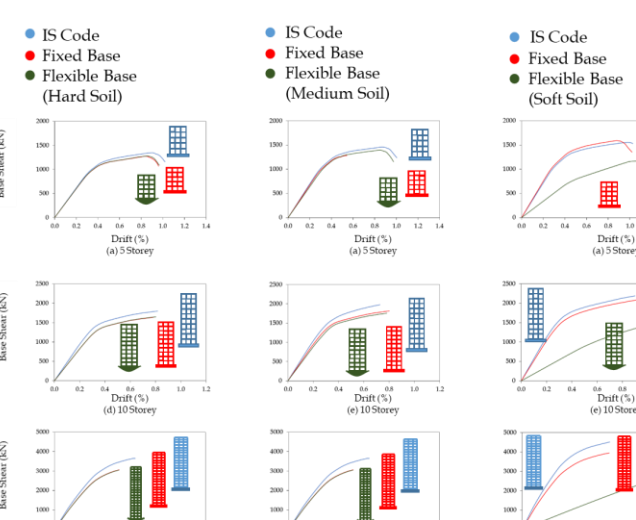 IS Code
Fixed Base
Flexible Base
(Hard Soil)
IS Code
Fixed Base
Flexible Base
(Medium Soil)
IS Code
Fixed Base
Flexible Base
(Soft Soil)
Base Shear (kN)
2000
1500
1000
500
0
0.0 0.2 0.4 0.6 0.8 1.0 1.2 1.4
Drift (%)
(a) 5 Storey
2000
1500
1000
500
0
0.0 0.2 0.4 0.6 0.8 1.0 1.2 1.4
Drift (%)
(a) 5 Storey
2000
1500
1000
500
0
0.0 0.2 0.4 0.6 0.8 1.0
Drift (%)
(a) 5 Store
Base Shear (kN)
2500
2000
1500
1000
500
0
0.0 0.2 0.4 0.6 0.8 1.0 1.2
Drift (%)
(d) 10 Storey
2500
2000
1500
1000
500
0
0.0 0.2 0.4 0.6 0.8 1.0 1.2
Drift (%)
(e) 10 Storey
2500
2000
1500
1000
500
0
0.0 0.2 0.4 0.6 0.8
Drift (%)
(e) 10 Store
Base Shear (kN)
5000
4000
3000
2000
1000
5000
4000
3000
2000
1000
5000
4000
3000
2000
1000